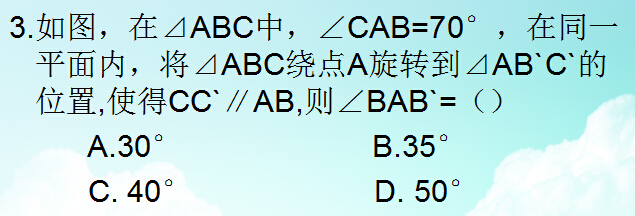 3.如图，在⊿ABC中，∠CAB=70°，在同一
平面内，将⊿ABC绕点A旋转到⊿AB`C`的
位置,使得CC`∥AB,则∠BAB`=（）
A.30° B.35°
C. 40° D. 50°